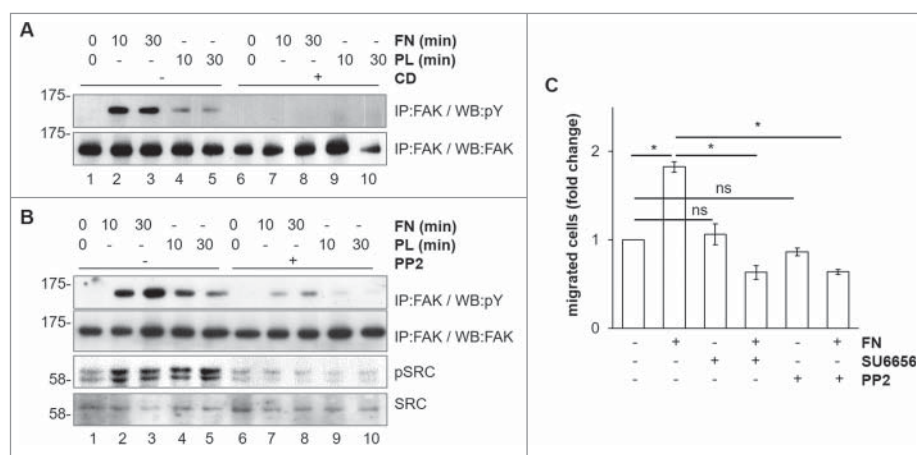 A
0 10 30 - - 0 10 30 - - FN (min)
0 - - 10 30 0 - - 10 30 PL (min)
- + CD
175-
IP:FAK / WB:pY
175-
IP:FAK / WB:FAK
1 2 3 4 5 6 7 8 9 10
B
0 10 30 - - 0 10 30 - - FN (min)
0 - - 10 30 0 - - 10 30 PL (min)
- + PP2
175-
IP:FAK / WB:pY
175-
IP:FAK / WB:FAK
pSRC
58-
SRC
58-
1 2 3 4 5 6 7 8 9 10
C
migrated cells (fold change)
2
1
0
*
* *
ns
ns
- + - + - + FN
- - + + - - SU6656
- - - - + + PP2